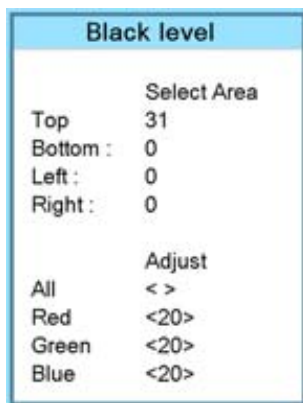 Black level
Select Area
Top 31
Bottom : 0
Left : 0
Right : 0
Adjust
All < >
Red <20>
Green <20>
Blue <20>